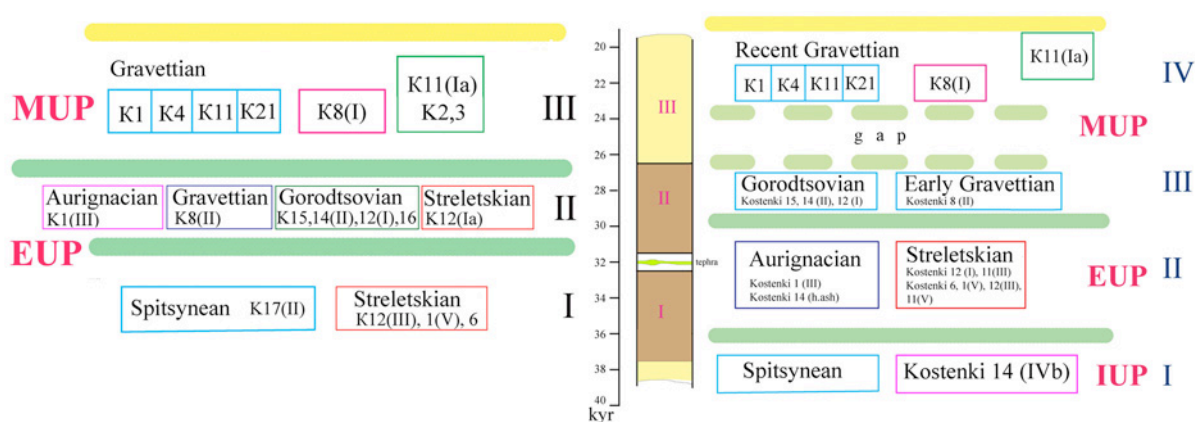 Gravettian
K1 K4 K11 K21
K8(I)
K11(Ia)
K2,3
MUP
III
Aurignacian
K1(III)
Gravettian
K8(II)
Gorodtsovian
K15,14(II),12(I),16
Streletskian
K12(Ia)
II
EUP
Spitsynean K17(II)
Streletskian
K12(III), 1(V), 6
I
20
22
24
26
28
30
32
34
36
38
40
kyr
III
II
tephra
I
Recent Gravettian
K1 K4 K11 K21
K8(I)
K11(Ia)
IV
MUP
g a p
Gorodtsovian
Kostenki 15, 14 (II), 12 (I)
Early Gravettian
Kostenki 8 (II)
III
Aurignacian
Kostenki 1 (III)
Kostenki 14 (h.ash)
Streletskian
Kostenki 12 (I), 11(III)
Kostenki 6, 1(V), 12(III),
11(V)
EUP
II
Spitsynean
Kostenki 14 (IVb)
IUP
I